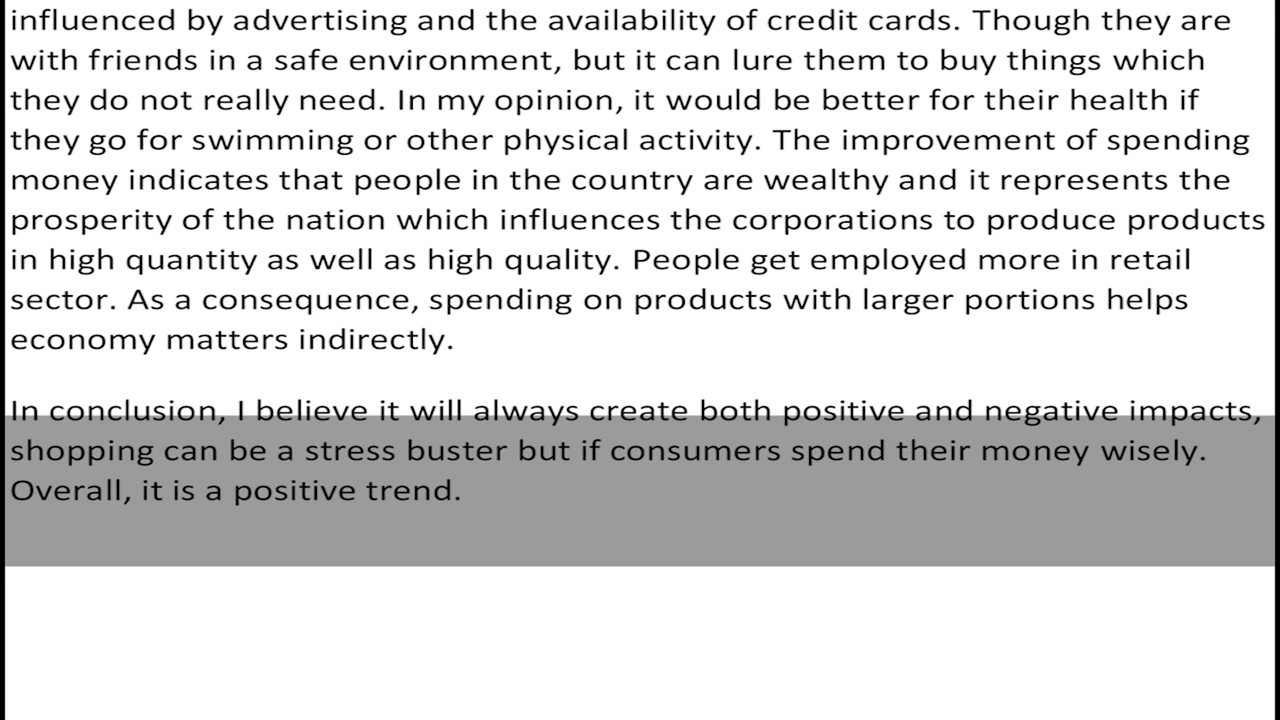 influenced by advertising and the availability of credit cards. Though they are
with friends in a safe environment, but it can lure them to buy things which
they do not really need. In my opinion, it would be better for their health if
they go for swimming or other physical activity. The improvement of spending
money indicates that people in the country are wealthy and it represents the
prosperity of the nation which influences the corporations to produce products
in high quantity as well as high quality. People get employed more in retail
sector. As a consequence, spending on products with larger portions helps
economy matters indirectly.
In conclusion, I believe it will always create both positive and negative impacts,
shopping can be a stress buster but if consumers spend their money wisely.
Overall, it is a positive trend.